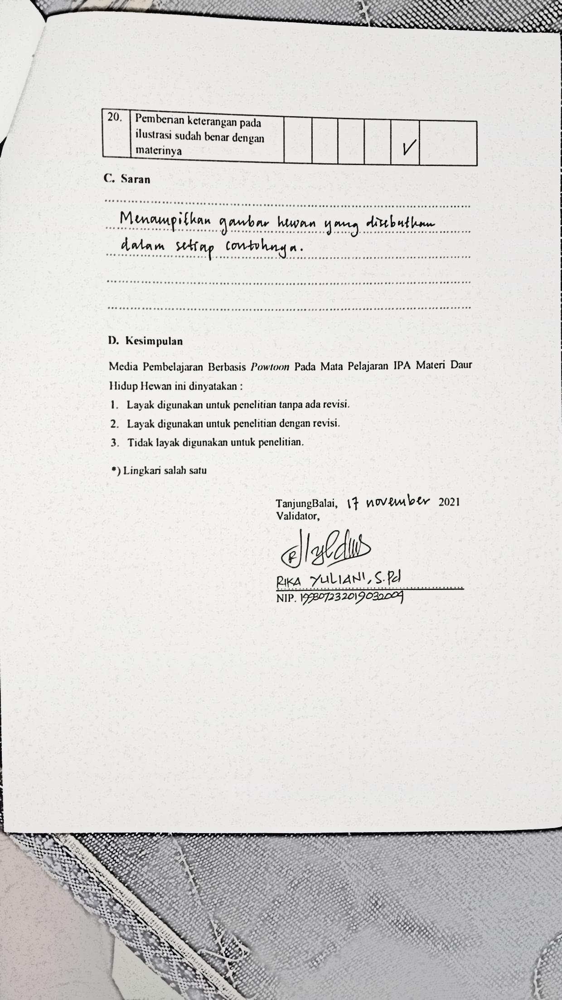 20. Pemberian keterangan pada
ilustrasi sudah benar dengan
materinya
V
C. Saran
Menampilkan gambar hewan yang disebutkan
dalam setiap contohnya.
D. Kesimpulan
Media Pembelajaran Berbasis Powtoon Pada Mata Pelajaran IPA Materi Daur
Hidup Hewan ini dinyatakan :
1. Layak digunakan untuk penelitian tanpa ada revisi.
2. Layak digunakan untuk penelitian dengan revisi.
3. Tidak layak digunakan untuk penelitian.
*) Lingkari salah satu
TanjungBalai, 17 november 2021
Validator,
RIKA YULIANI, S.Pd
NIP.